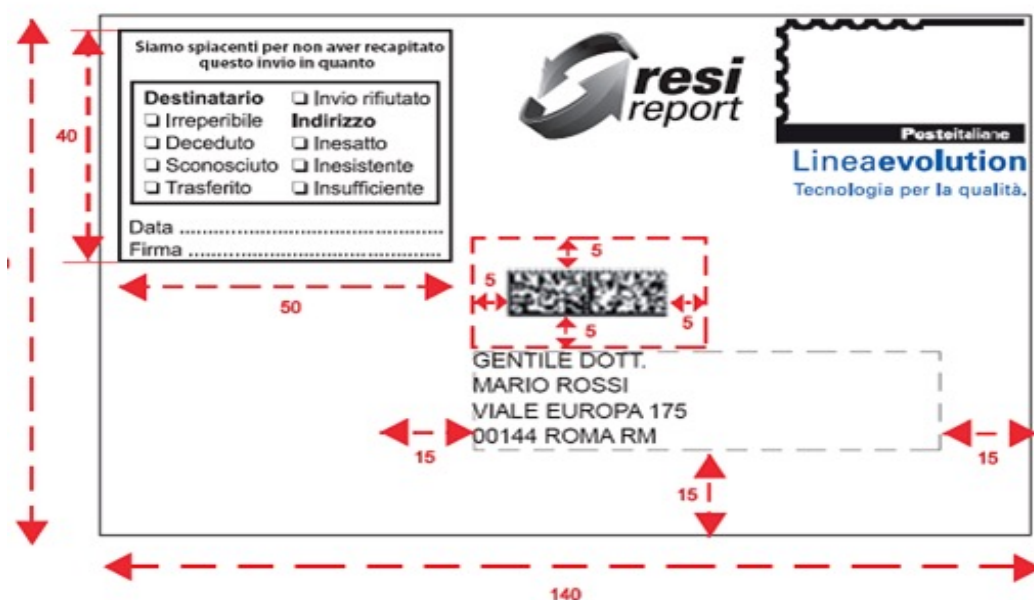 Siamo spiacenti per non aver recapitato
questo invio in quanto
Destinatario
❑ Irreperibile
❑ Deceduto
❑ Sconosciuto
❑ Trasferito
❑ Invio rifiutato
Indirizzo
❑ Inesatto
❑ Inesistente
❑ Insufficiente
Data
Firma
40
50
resi
report
Posteitaliane
Lineaevolution
Tecnologia per la qualità.
5
5
5
5
GENTILE DOTT.
MARIO ROSSI
VIALE EUROPA 175
00144 ROMA RM
15
15
15
140